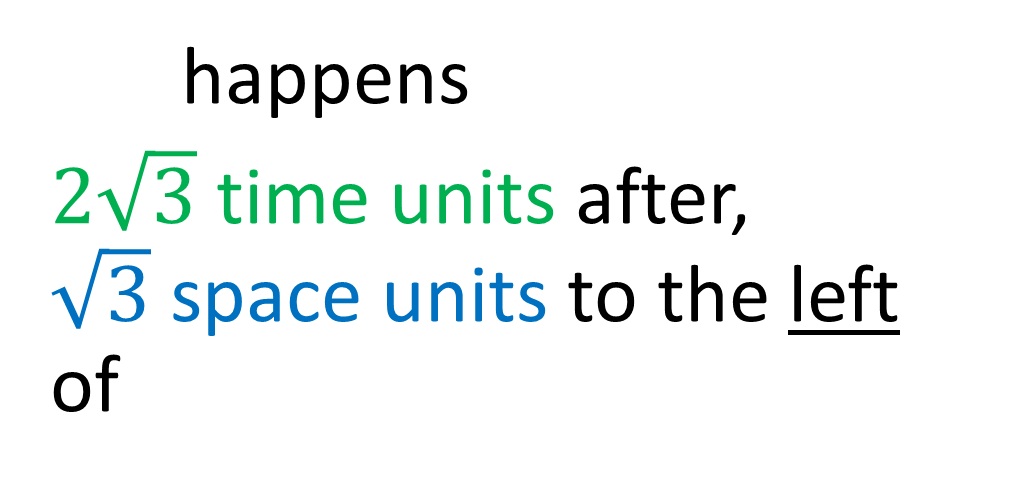 happens
2√3 time units after,
√3 space units to the left
of